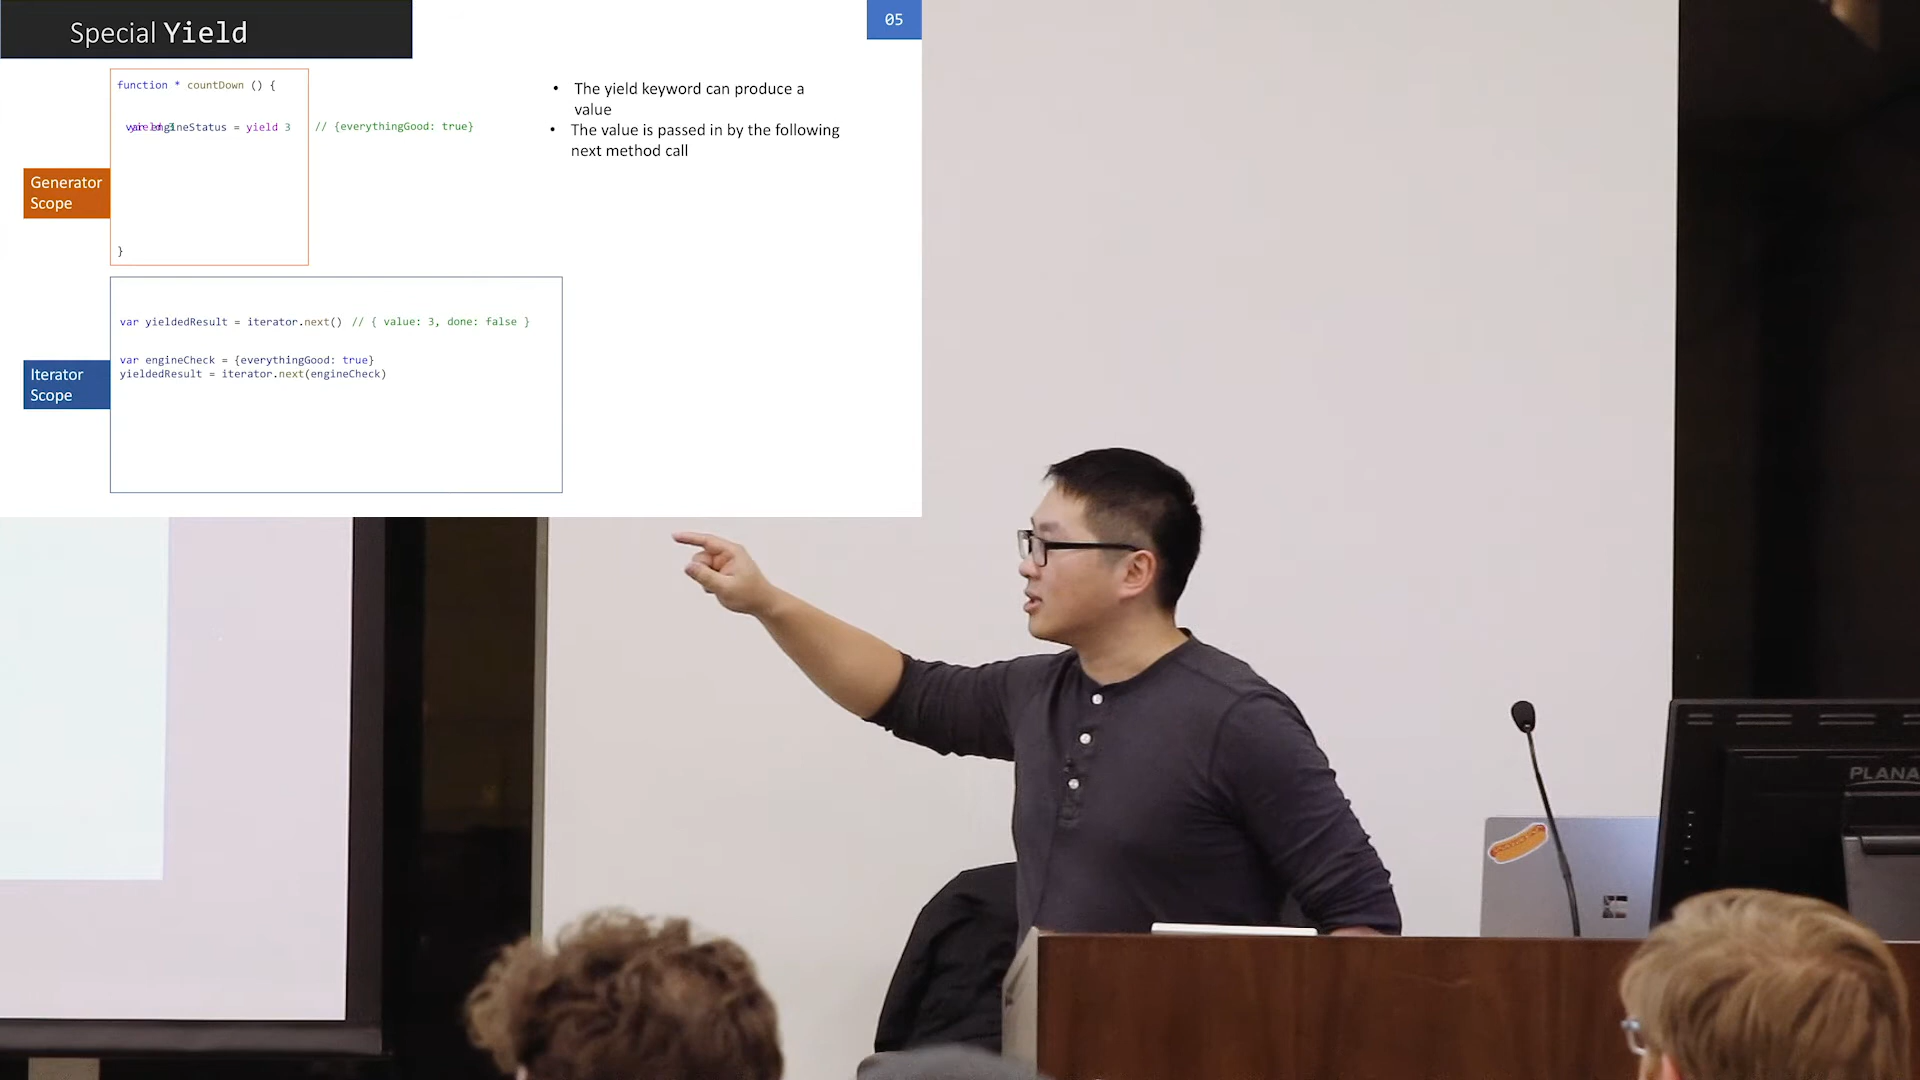 Special Yield
05
function * countDown () {
var engineStatus = yield 3 // {everythingGood: true}
}
Generator
Scope
• The yield keyword can produce a
value
• The value is passed in by the following
next method call
var yieldedResult = iterator.next() // { value: 3, done: false }
var engineCheck = {everythingGood: true}
yieldedResult = iterator.next(engineCheck)
Iterator
Scope
PLANA